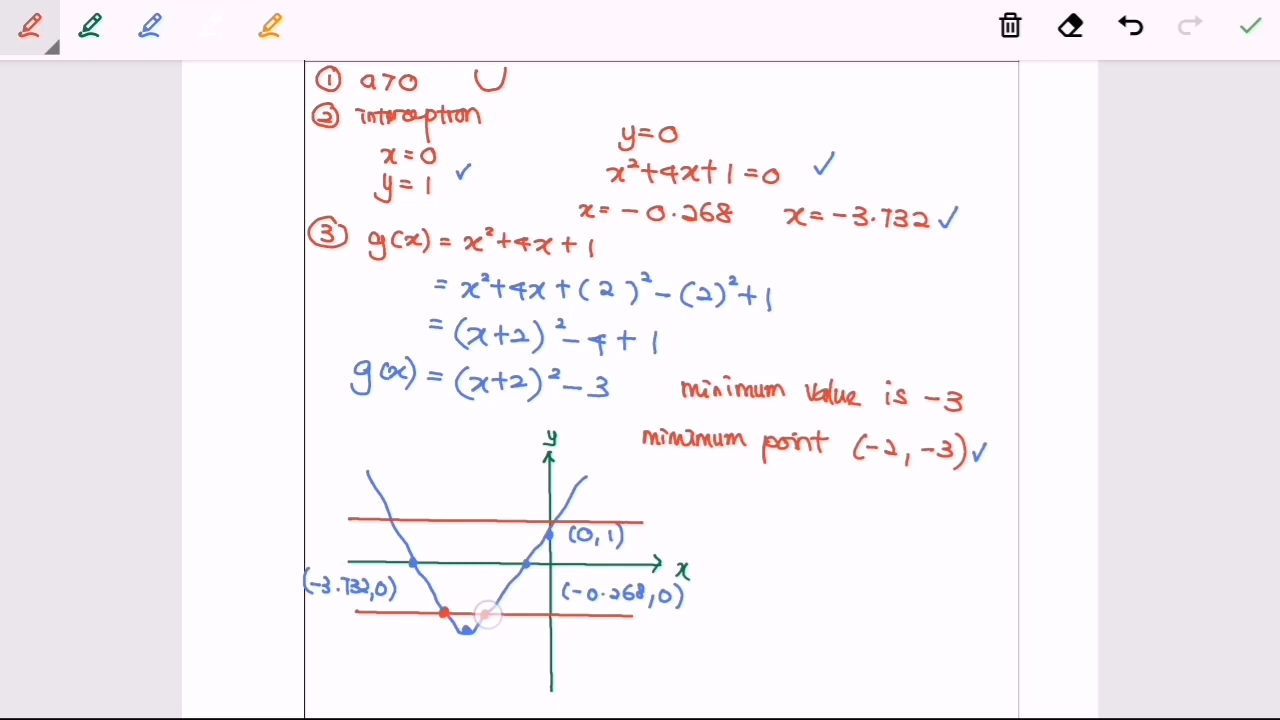 ① a>0 ∪
② interception
x=0
y=1 ✓
y=0
x²+4x+1=0 ✓
x=-0.268 x=-3.732 ✓
③ g(x)=x²+4x+1
=x²+4x+(2)²-(2)²+1
=(x+2)²-4+1
g(x)=(x+2)²-3
minimum value is -3
minimum point (-2,-3) ✓
y
(0,1)
x
(-3.732,0)
(-0.268,0)